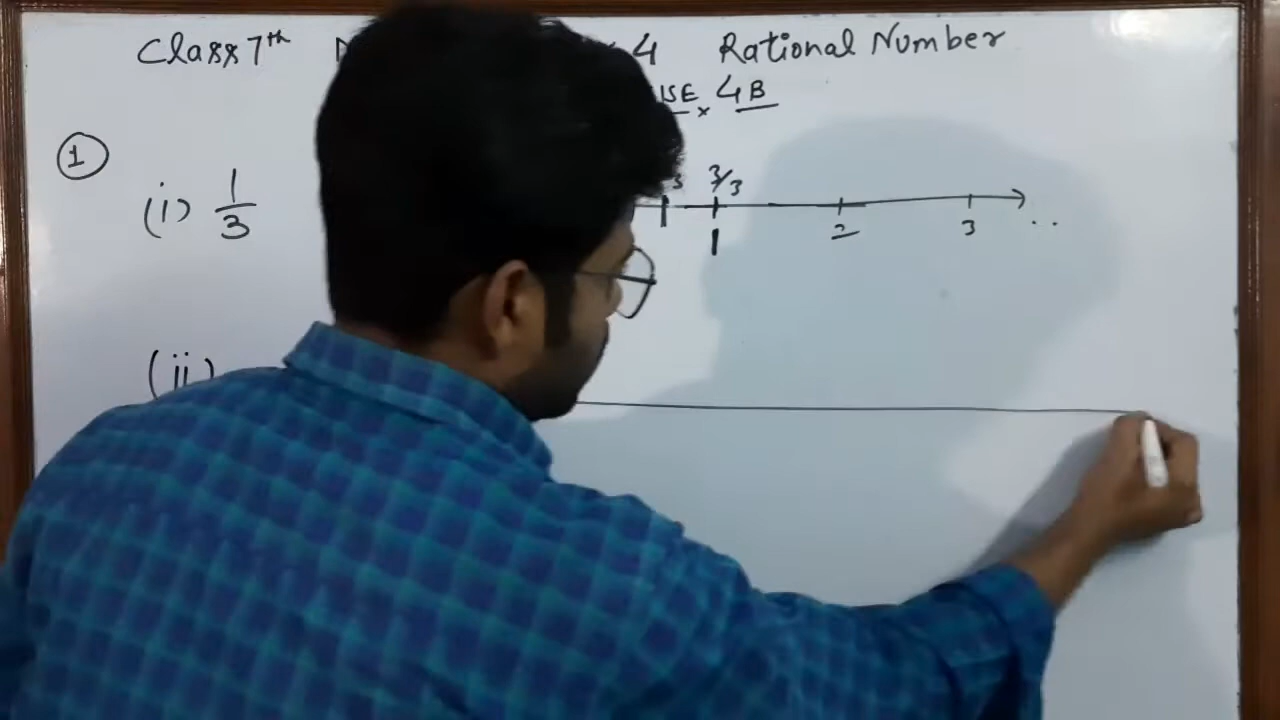 Class 7th 4 Rational Number
4B
1
(i) 1/3 3/3
1 2 3 ...
(ii)